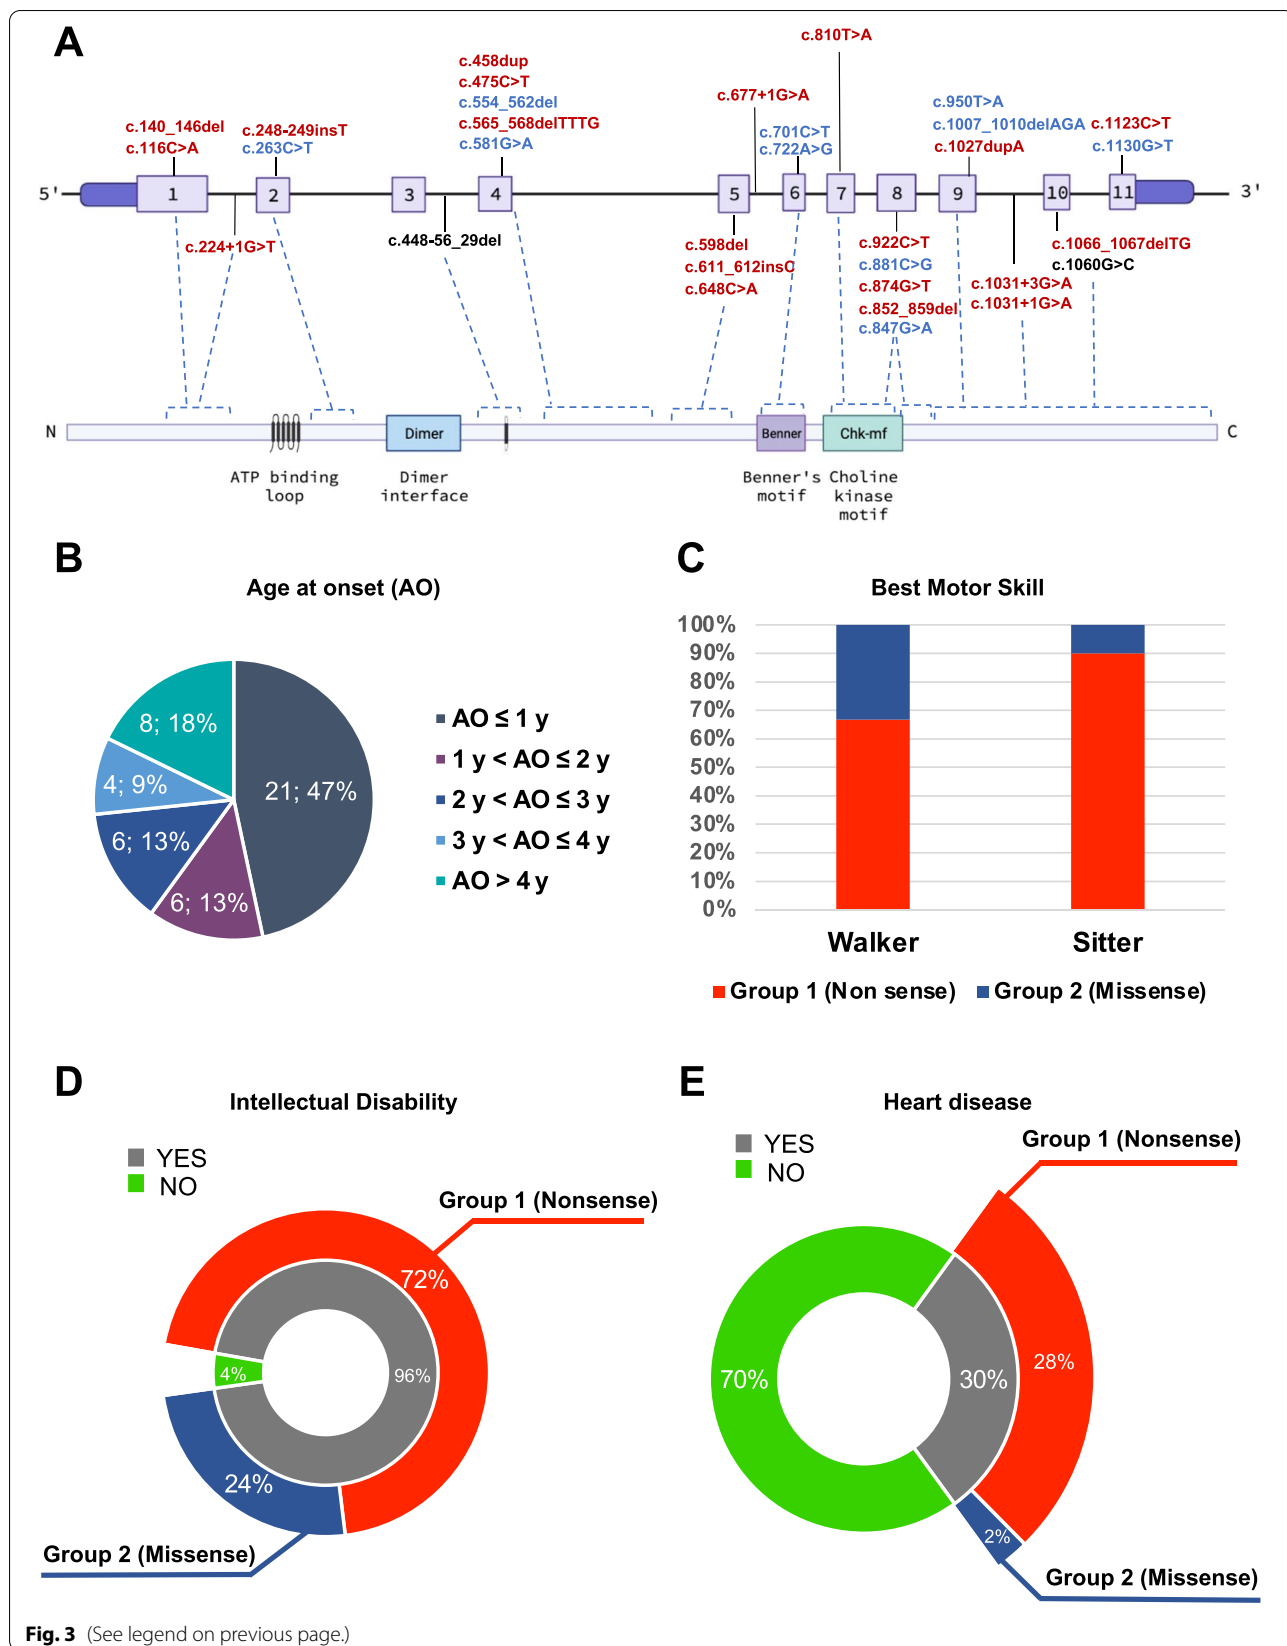 A
c.140_146del
c.116C>A
c.248-249insT
c.263C>T
c.458dup
c.475C>T
c.554_562del
c.565_568delTTTG
c.581G>A
c.677+1G>A
c.701C>T
c.722A>G
c.810T>A
c.950T>A
c.1007_1010delAGA
c.1027dupA
c.1123C>T
c.1130G>T
5' 1 2 3 4 5 6 7 8 9 10 11 3'
c.224+1G>T
c.448-56_29del
c.598del
c.611_612insC
c.648C>A
c.922C>T
c.881C>G
c.874G>T
c.852_859del
c.847G>A
c.1031+3G>A
c.1031+1G>A
c.1066_1067delTG
c.1060G>C
N Dimer Benner Chk-mf C
ATP binding
loop
Dimer
interface
Benner's
motif
Choline
kinase
motif
B
Age at onset (AO)
8; 18%
4; 9%
6; 13%
6; 13%
21; 47%
AO ≤ 1 y
1 y < AO ≤ 2 y
2 y < AO ≤ 3 y
3 y < AO ≤ 4 y
AO > 4 y
C
Best Motor Skill
100%
90%
80%
70%
60%
50%
40%
30%
20%
10%
0%
Walker Sitter
Group 1 (Non sense) Group 2 (Missense)
D
Intellectual Disability
YES
NO
Group 1 (Nonsense)
72%
4% 96%
24%
Group 2 (Missense)
E
Heart disease
YES
NO
Group 1 (Nonsense)
70% 30% 28%
2%
Group 2 (Missense)
Fig. 3 (See legend on previous page.)